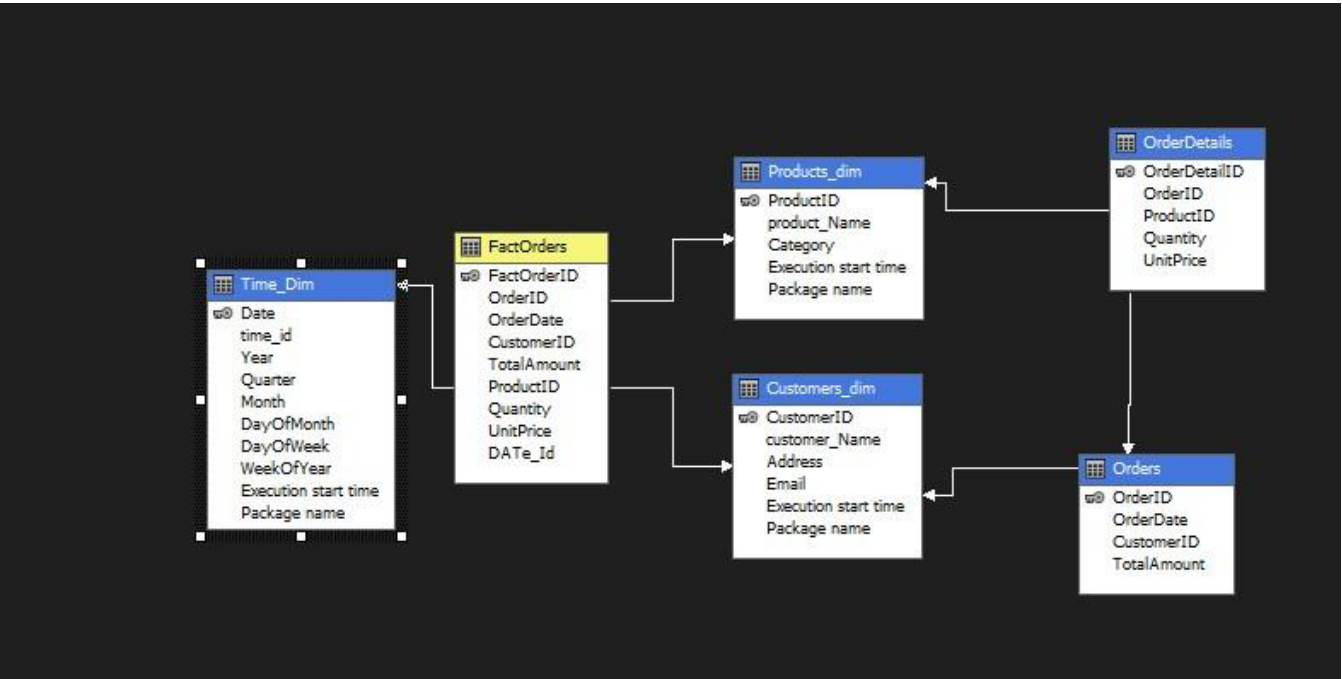 Time_Dim
Date
time_id
Year
Quarter
Month
DayOfMonth
DayOfWeek
WeekOfYear
Execution start time
Package name
FactOrders
FactOrderID
OrderID
OrderDate
CustomerID
TotalAmount
ProductID
Quantity
UnitPrice
DATe_Id
Products_dim
ProductID
product_Name
Category
Execution start time
Package name
Customers_dim
CustomerID
customer_Name
Address
Email
Execution start time
Package name
OrderDetails
OrderDetailID
OrderID
ProductID
Quantity
UnitPrice
Orders
OrderID
OrderDate
CustomerID
TotalAmount